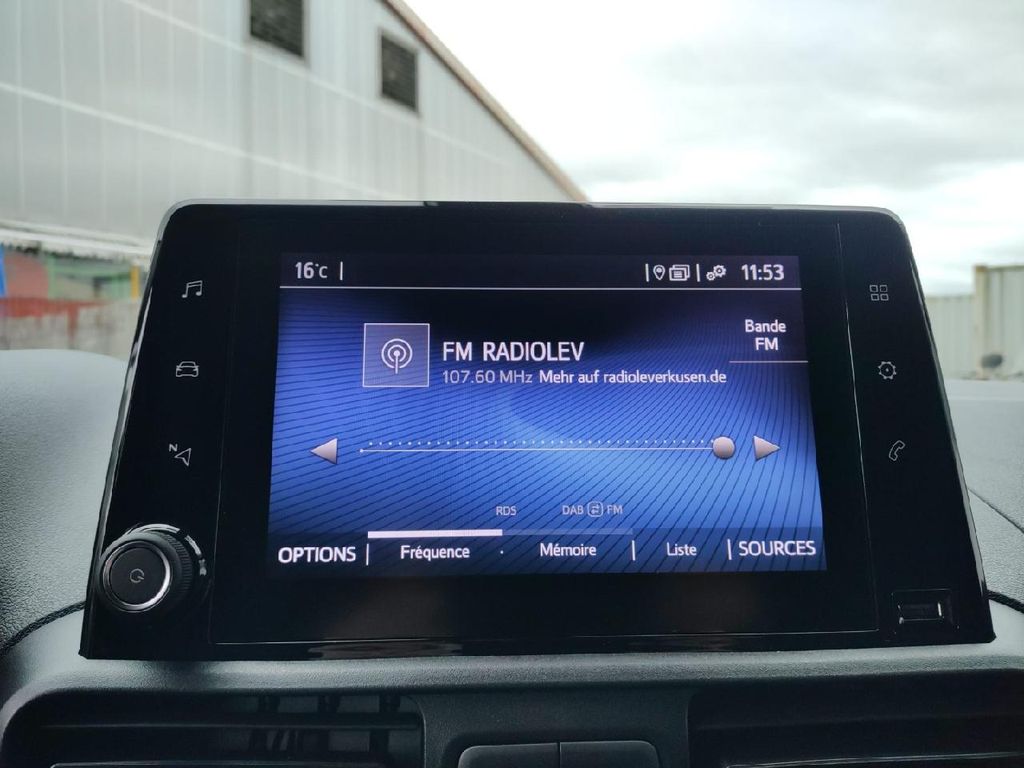 16°C
11:53
Bande
FM
FM RADIOLEV
107.60 MHz Mehr auf radioleverkusen.de
N
RDS
DAB FM
OPTIONS
Fréquence · Mémoire
Liste
SOURCES